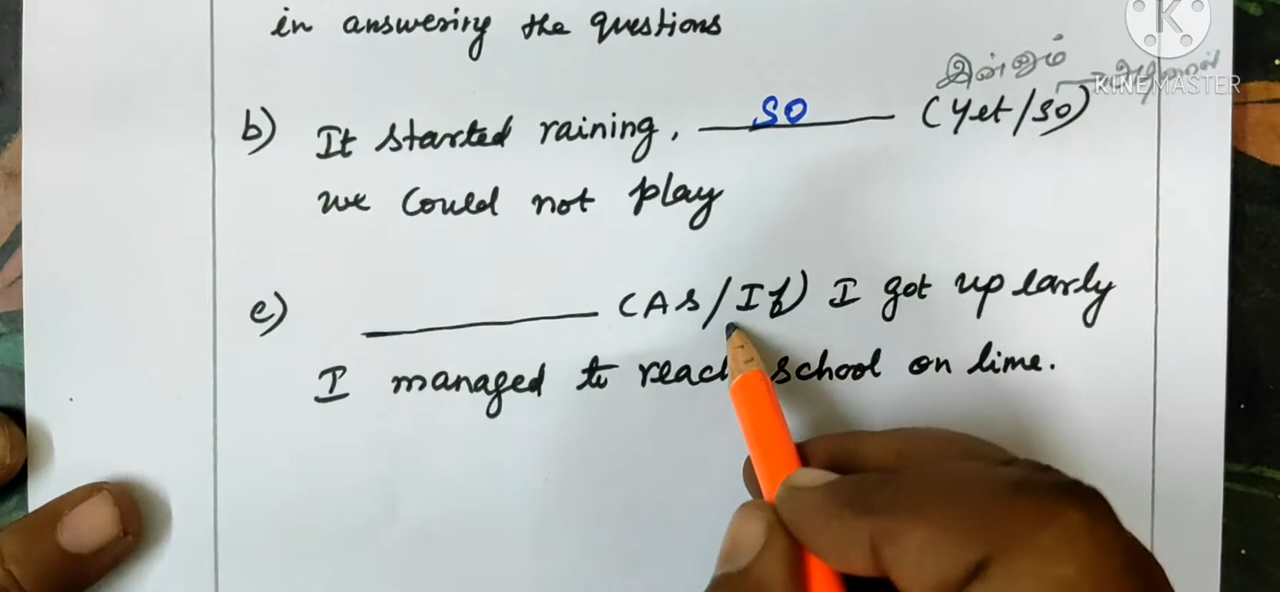 in answering the questions
இன்னும்
b) It started raining, so (yet/so)
we could not play
c) (As/If) I got up early
I managed to reach school on time.
K
KINEMASTER